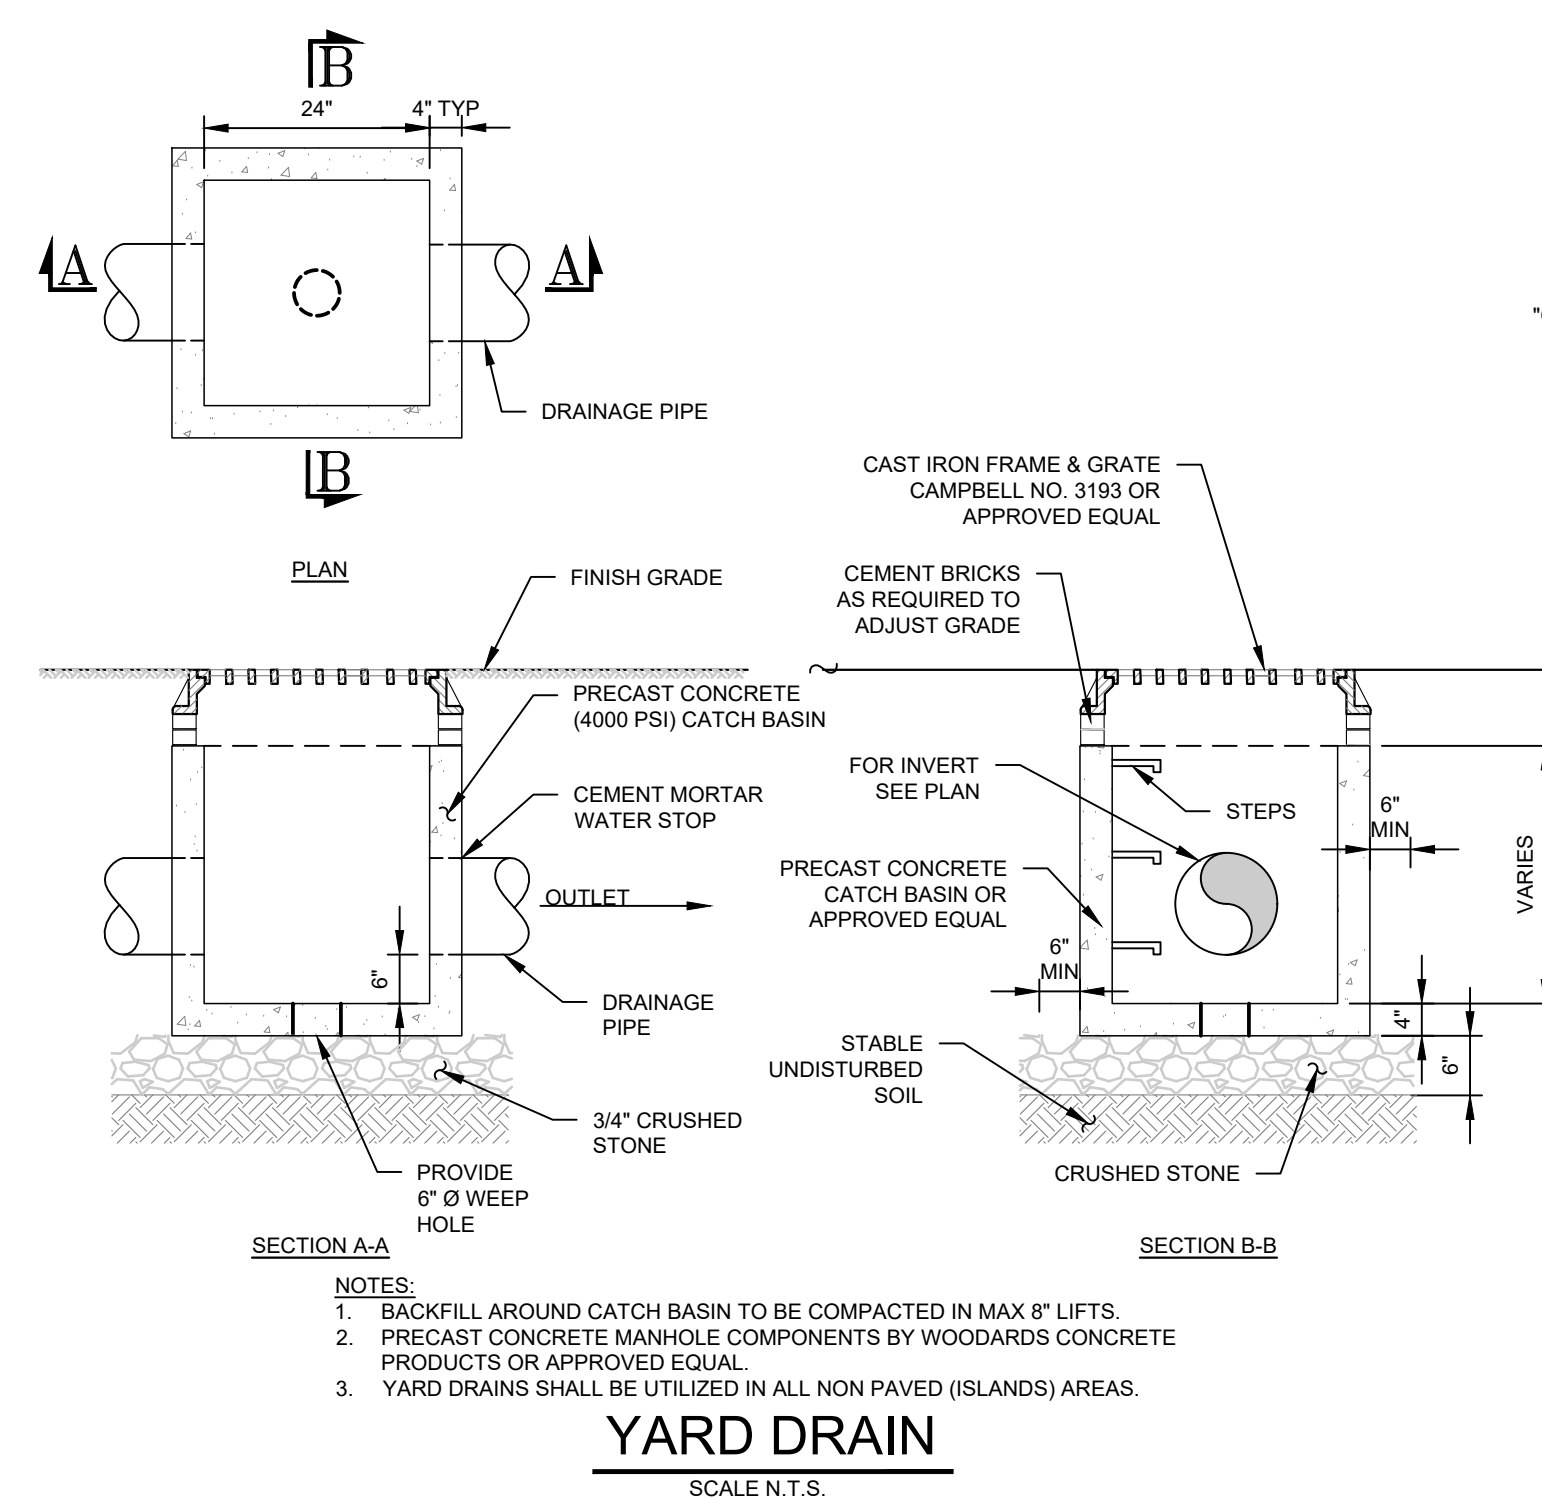 B
24"
4" TYP
A
A
DRAINAGE PIPE
B
PLAN
FINISH GRADE
PRECAST CONCRETE
(4000 PSI) CATCH BASIN
CEMENT MORTAR
WATER STOP
OUTLET
6"
DRAINAGE
PIPE
3/4" CRUSHED
STONE
PROVIDE
6" Ø WEEP
HOLE
SECTION A-A
CAST IRON FRAME & GRATE
CAMPBELL NO. 3193 OR
APPROVED EQUAL
CEMENT BRICKS
AS REQUIRED TO
ADJUST GRADE
FOR INVERT
SEE PLAN
STEPS
6"
MIN
VARIES
PRECAST CONCRETE
CATCH BASIN OR
APPROVED EQUAL
6"
MIN
4"
6"
STABLE
UNDISTURBED
SOIL
CRUSHED STONE
SECTION B-B
NOTES:
1. BACKFILL AROUND CATCH BASIN TO BE COMPACTED IN MAX 8" LIFTS.
2. PRECAST CONCRETE MANHOLE COMPONENTS BY WOODARDS CONCRETE
PRODUCTS OR APPROVED EQUAL.
3. YARD DRAINS SHALL BE UTILIZED IN ALL NON PAVED (ISLANDS) AREAS.
YARD DRAIN
SCALE N.T.S.